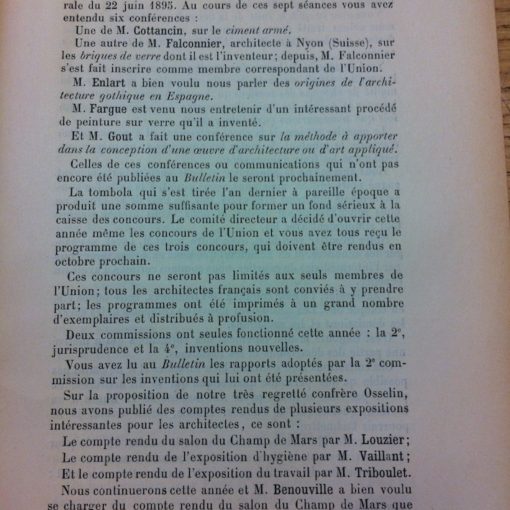 rale du 22 juin 1895. Au cours de ces sept séances vous avez
entendu six conférences :
Une de M. Cottancin, sur le ciment armé.
Une autre de M. Falconnier, architecte à Nyon (Suisse), sur
les briques de verre dont il est l'inventeur ; depuis, M. Falconnier
s'est fait inscrire comme membre correspondant de l'Union.
M. Enlart a bien voulu nous parler des origines de l'archi-
tecture gothique en Espagne.
M. Fargue est venu nous entretenir d'un intéressant procédé
de peinture sur verre qu'il a inventé.
Et M. Gout a fait une conférence sur la méthode à apporter
dans la conception d'une œuvre d'architecture ou d'art appliqué.
Celles de ces conférences ou communications qui n'ont pas
encore été publiées au Bulletin le seront prochainement.
La tombola qui s'est tirée l'an dernier à pareille époque a
produit une somme suffisante pour former un fond sérieux à la
caisse des concours. Le comité directeur a décidé d'ouvrir cette
année même les concours de l'Union et vous avez tous reçu le
programme de ces trois concours, qui doivent être rendus en
octobre prochain.
Ces concours ne seront pas limités aux seuls membres de
l'Union ; tous les architectes français sont conviés à y prendre
part ; les programmes ont été imprimés à un grand nombre
d'exemplaires et distribués à profusion.
Deux commissions ont seules fonctionné cette année : la 2e,
jurisprudence et la 4e, inventions nouvelles.
Vous avez lu au Bulletin les rapports adoptés par la 2e com-
mission sur les inventions qui lui ont été présentées.
Sur la proposition de notre très regretté confrère Osselin,
nous avons publié des comptes rendus de plusieurs expositions
intéressantes pour les architectes, ce sont :
Le compte rendu du salon du Champ de Mars par M. Louzier ;
Le compte rendu de l'exposition d'hygiène par M. Vaillant ;
Et le compte rendu de l'exposition du travail par M. Triboulet.
Nous continuerons cette année et M. Benouville a bien voulu
se charger du compte rendu du salon du Champ de Mars que